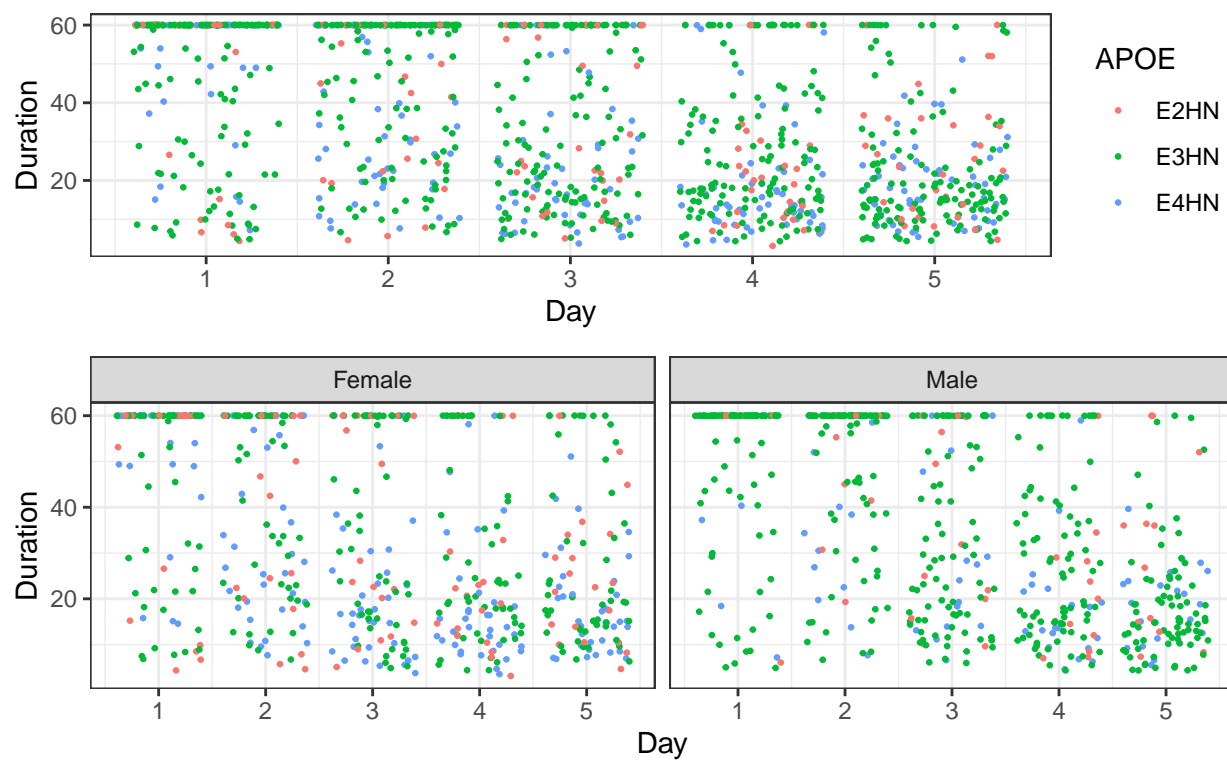 60
40
20
Duration
1 2 3 4 5
Day
APOE
E2HN
E3HN
E4HN
Female Male
60
40
20
Duration
1 2 3 4 5 1 2 3 4 5
Day